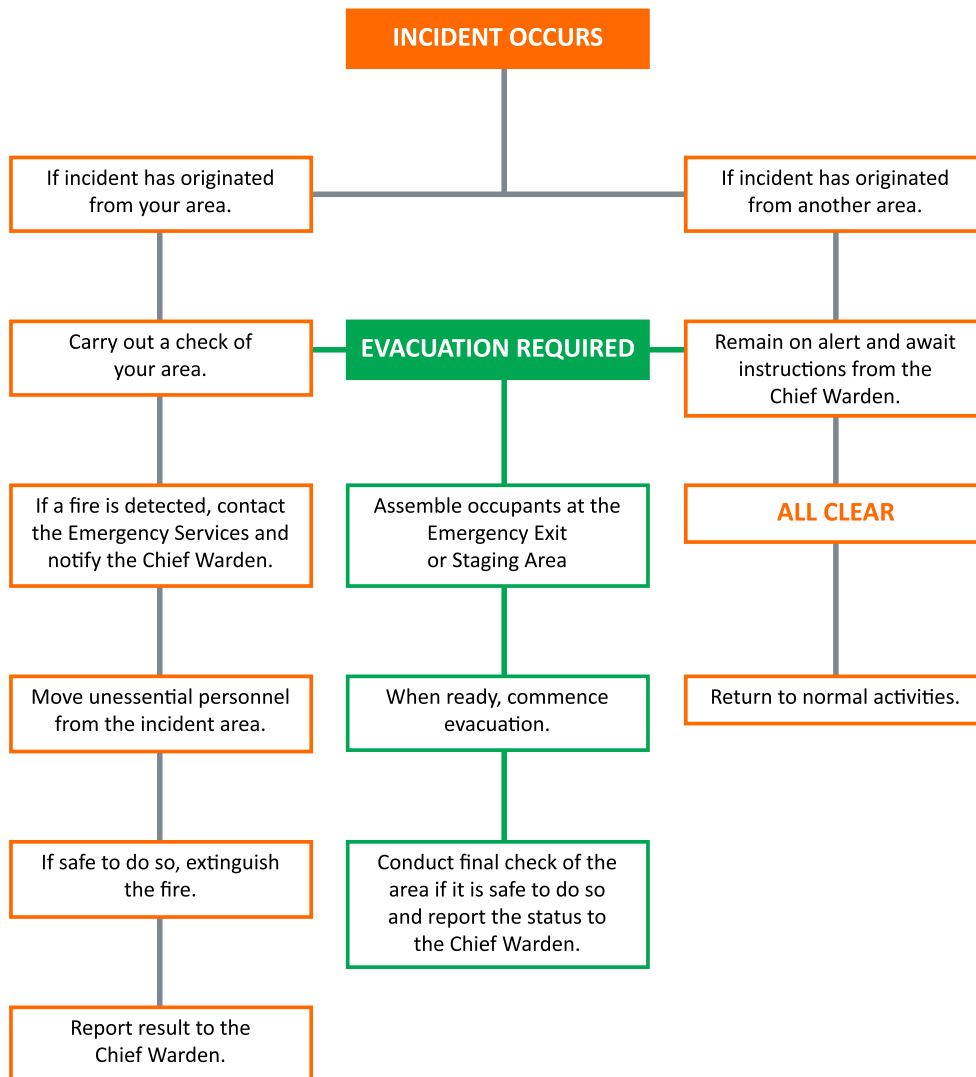 INCIDENT OCCURS
If incident has originated
from your area.
If incident has originated
from another area.
Carry out a check of
your area.
EVACUATION REQUIRED
Remain on alert and await
instructions from the
Chief Warden.
If a fire is detected, contact
the Emergency Services and
notify the Chief Warden.
Assemble occupants at the
Emergency Exit
or Staging Area
ALL CLEAR
Move unessential personnel
from the incident area.
When ready, commence
evacuation.
Return to normal activities.
If safe to do so, extinguish
the fire.
Conduct final check of the
area if it is safe to do so
and report the status to
the Chief Warden.
Report result to the
Chief Warden.